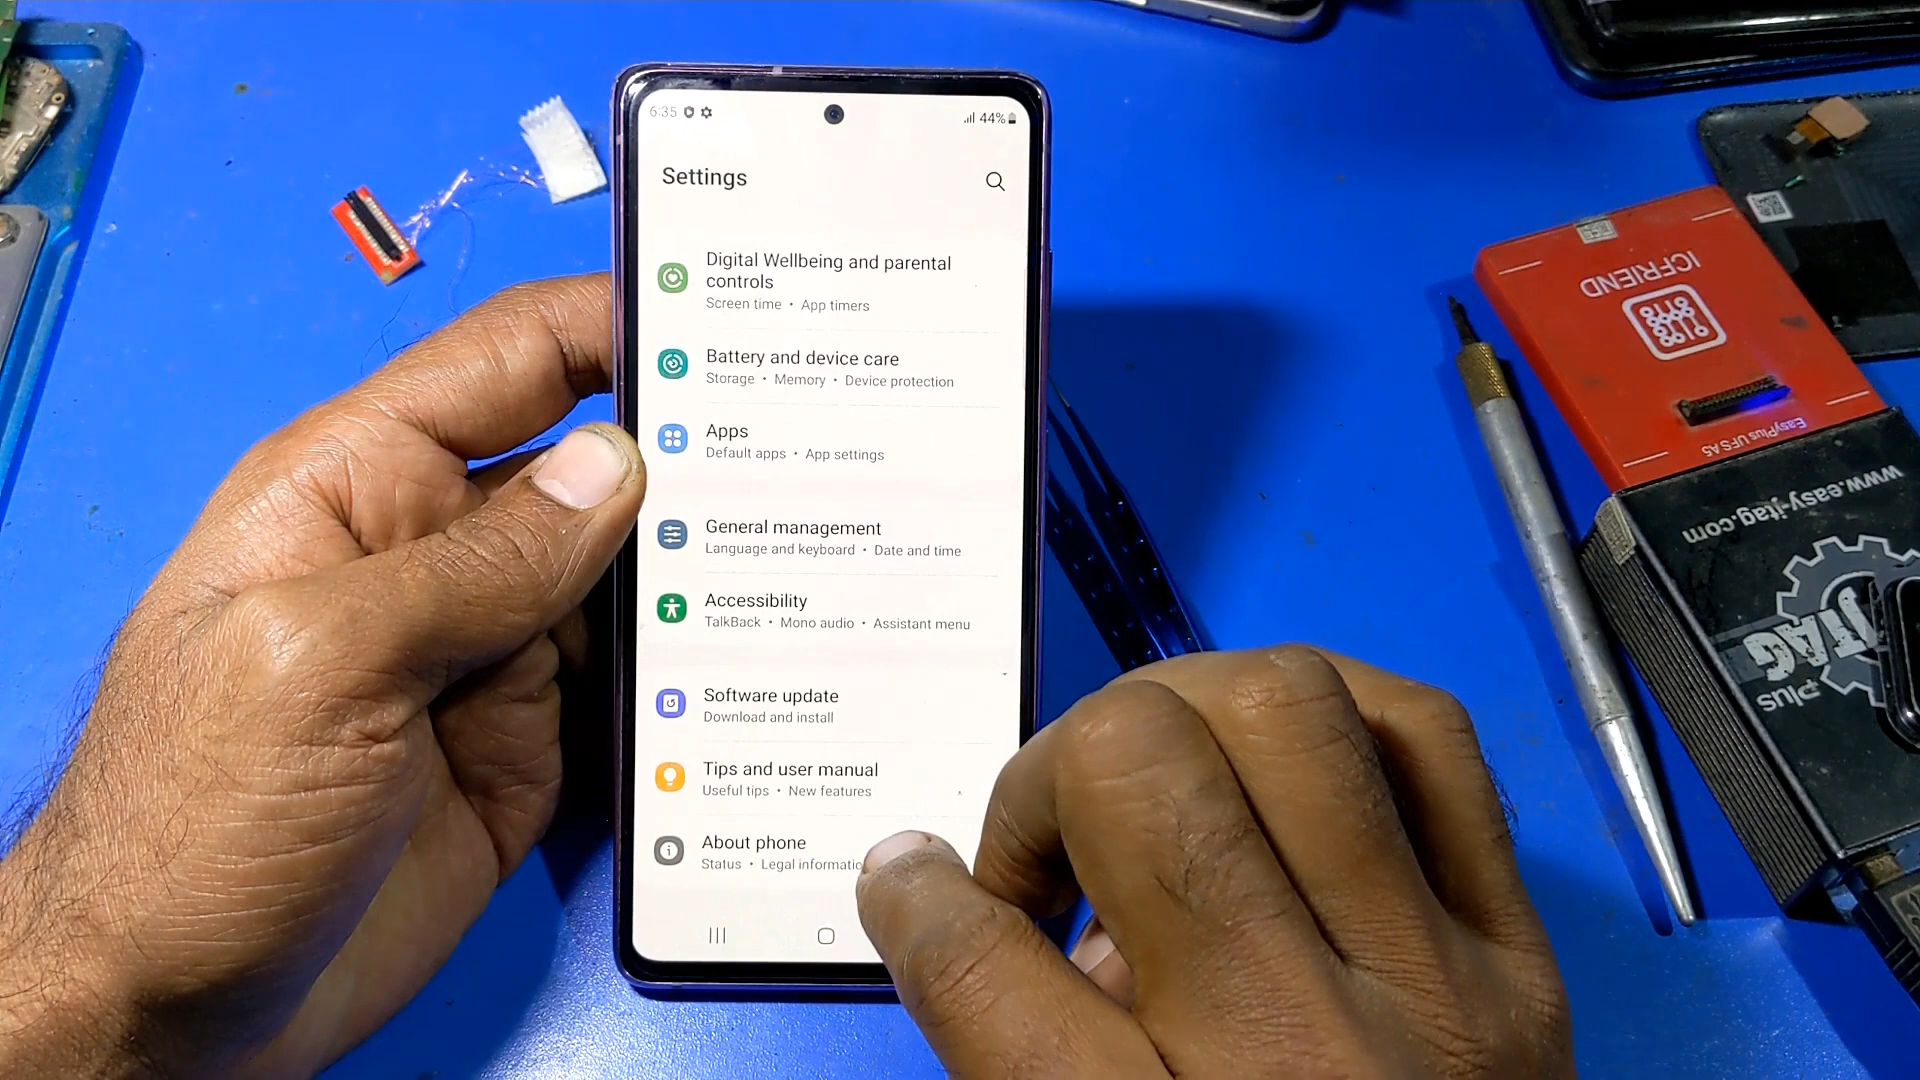 6:35
44%
Settings
Digital Wellbeing and parental
controls
Screen time • App timers
Battery and device care
Storage • Memory • Device protection
Apps
Default apps • App settings
General management
Language and keyboard • Date and time
Accessibility
TalkBack • Mono audio • Assistant menu
Software update
Download and install
Tips and user manual
Useful tips • New features
About phone
Status • Legal informatio
ICFRIEND
EasyPlus UFS A5
www.easy-jtag.com
JTAG
Plus